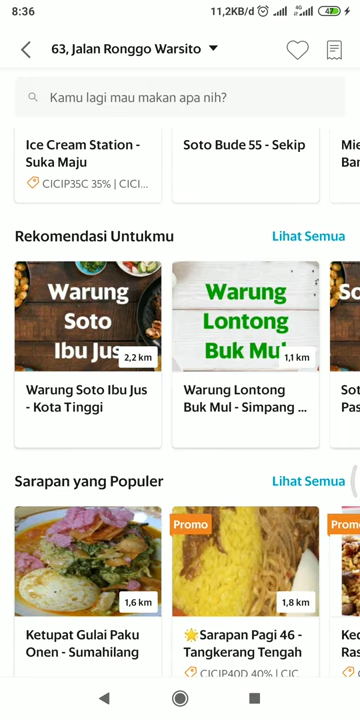 8:36
11,2KB/d
4G
47
63, Jalan Ronggo Warsito
Kamu lagi mau makan apa nih?
Ice Cream Station -
Suka Maju
CICIP35C 35% | CICI...
Soto Bude 55 - Sekip
Mie
Rekomendasi Untukmu
Lihat Semua
Warung
Soto
Ibu Jus
2,2 km
Warung Soto Ibu Jus
- Kota Tinggi
Warung
Lontong
Buk Mul
1,1 km
Warung Lontong
Buk Mul - Simpang ...
Sarapan yang Populer
Lihat Semua
1,6 km
Ketupat Gulai Paku
Onen - Sumahilang
Promo
1,8 km
🌟Sarapan Pagi 46 -
Tangkerang Tengah
CICIP40D 40% | CIC
Promo